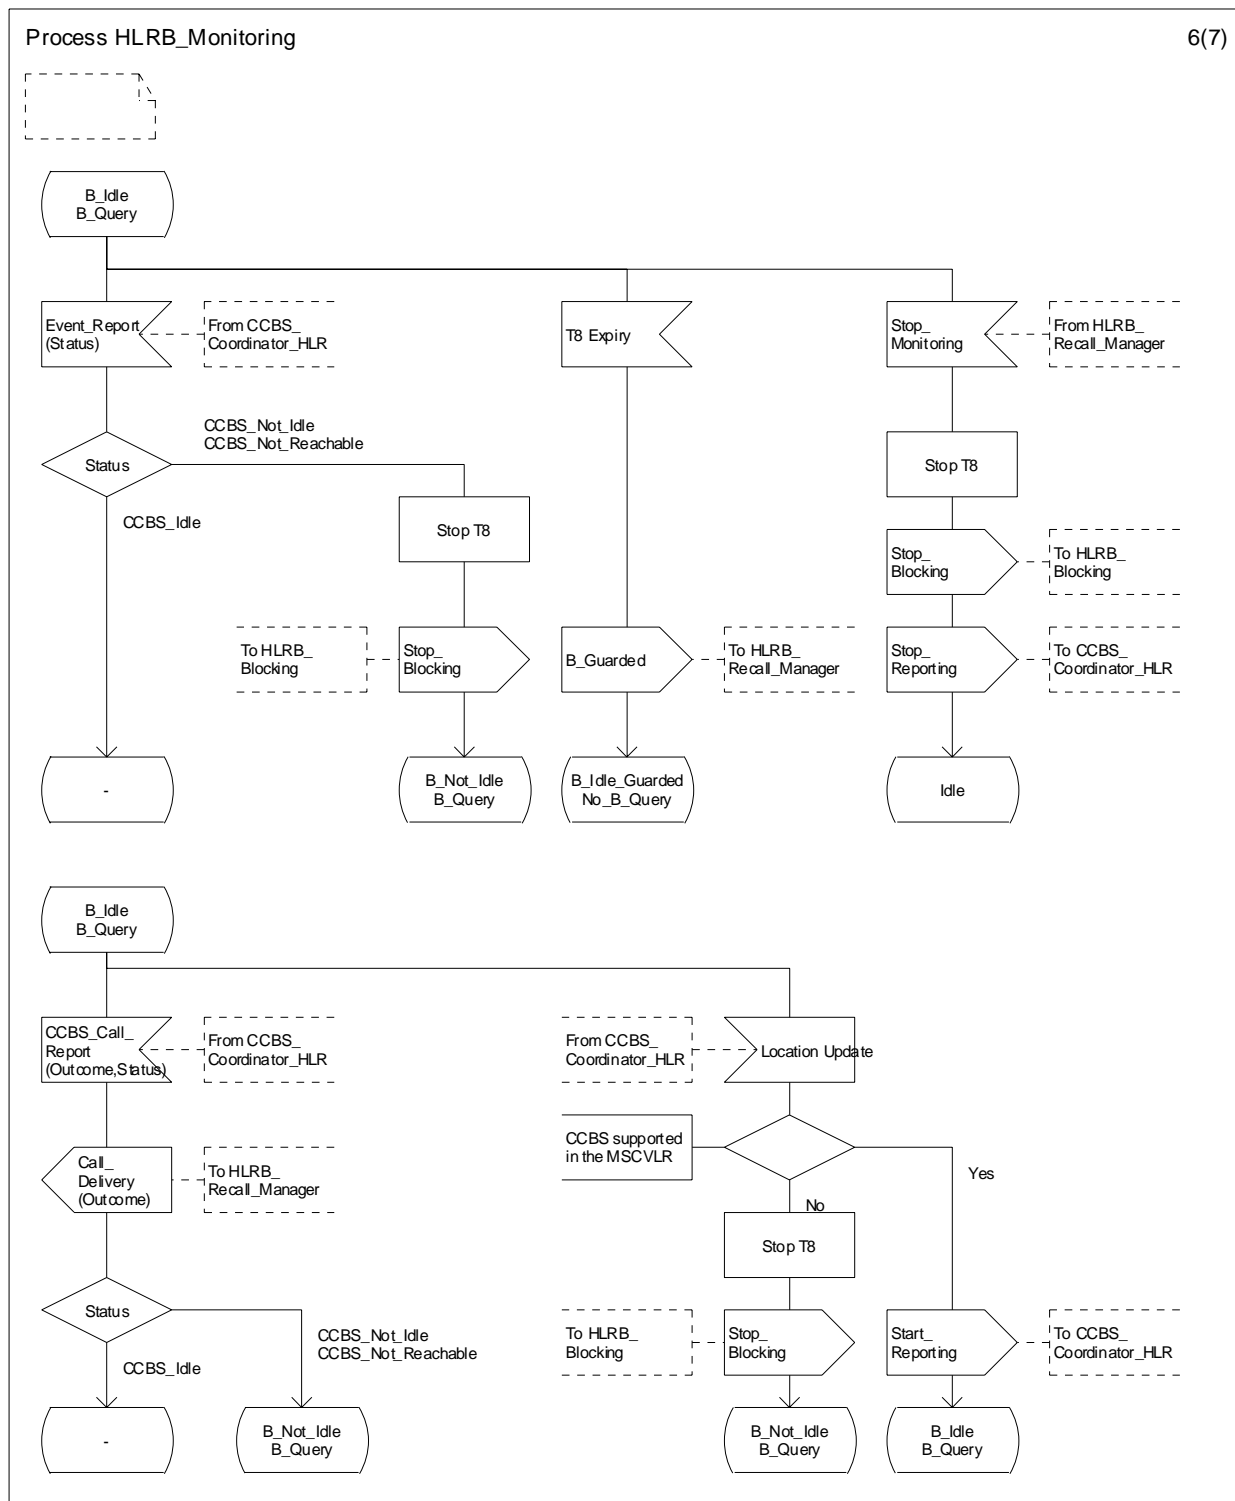 Process HLRB_Monitoring
6(7)
B_Idle
B_Query
Event_Report
(Status)
From CCBS_
Coordinator_HLR
T8 Expiry
Stop_
Monitoring
From HLRB_
Recall_Manager
Status
CCBS_Not_Idle
CCBS_Not_Reachable
CCBS_Idle
Stop T8
Stop T8
Stop_
Blocking
To HLRB_
Blocking
To HLRB_
Blocking
Stop_
Blocking
B_Guarded
To HLRB_
Recall_Manager
Stop_
Reporting
To CCBS_
Coordinator_HLR
-
B_Not_Idle
B_Query
B_Idle_Guarded
No_B_Query
Idle
B_Idle
B_Query
CCBS_Call_
Report
(Outcome,Status)
From CCBS_
Coordinator_HLR
From CCBS_
Coordinator_HLR
Location Update
Call_
Delivery
(Outcome)
To HLRB_
Recall_Manager
CCBS supported
in the MSCVLR
Yes
No
Stop T8
Status
CCBS_Not_Idle
CCBS_Not_Reachable
CCBS_Idle
To HLRB_
Blocking
Stop_
Blocking
Start_
Reporting
To CCBS_
Coordinator_HLR
-
B_Not_Idle
B_Query
B_Not_Idle
B_Query
B_Idle
B_Query